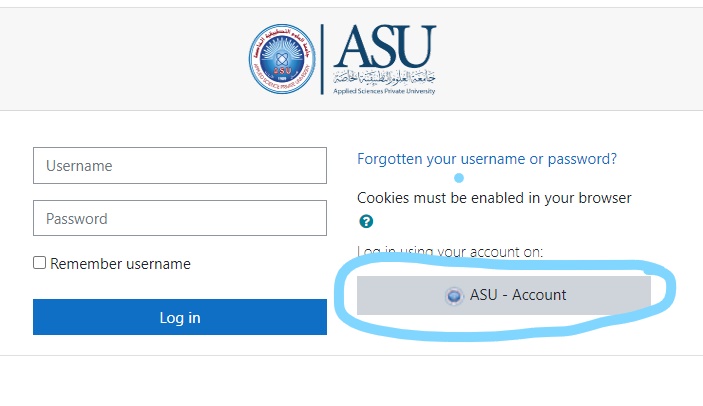 ASU
جامعة العلوم التطبيقية الخاصة
Applied Sciences Private University
ASU
Username
Password
Remember username
Log in
Forgotten your username or password?
Cookies must be enabled in your browser
?
Log in using your account on:
ASU - Account